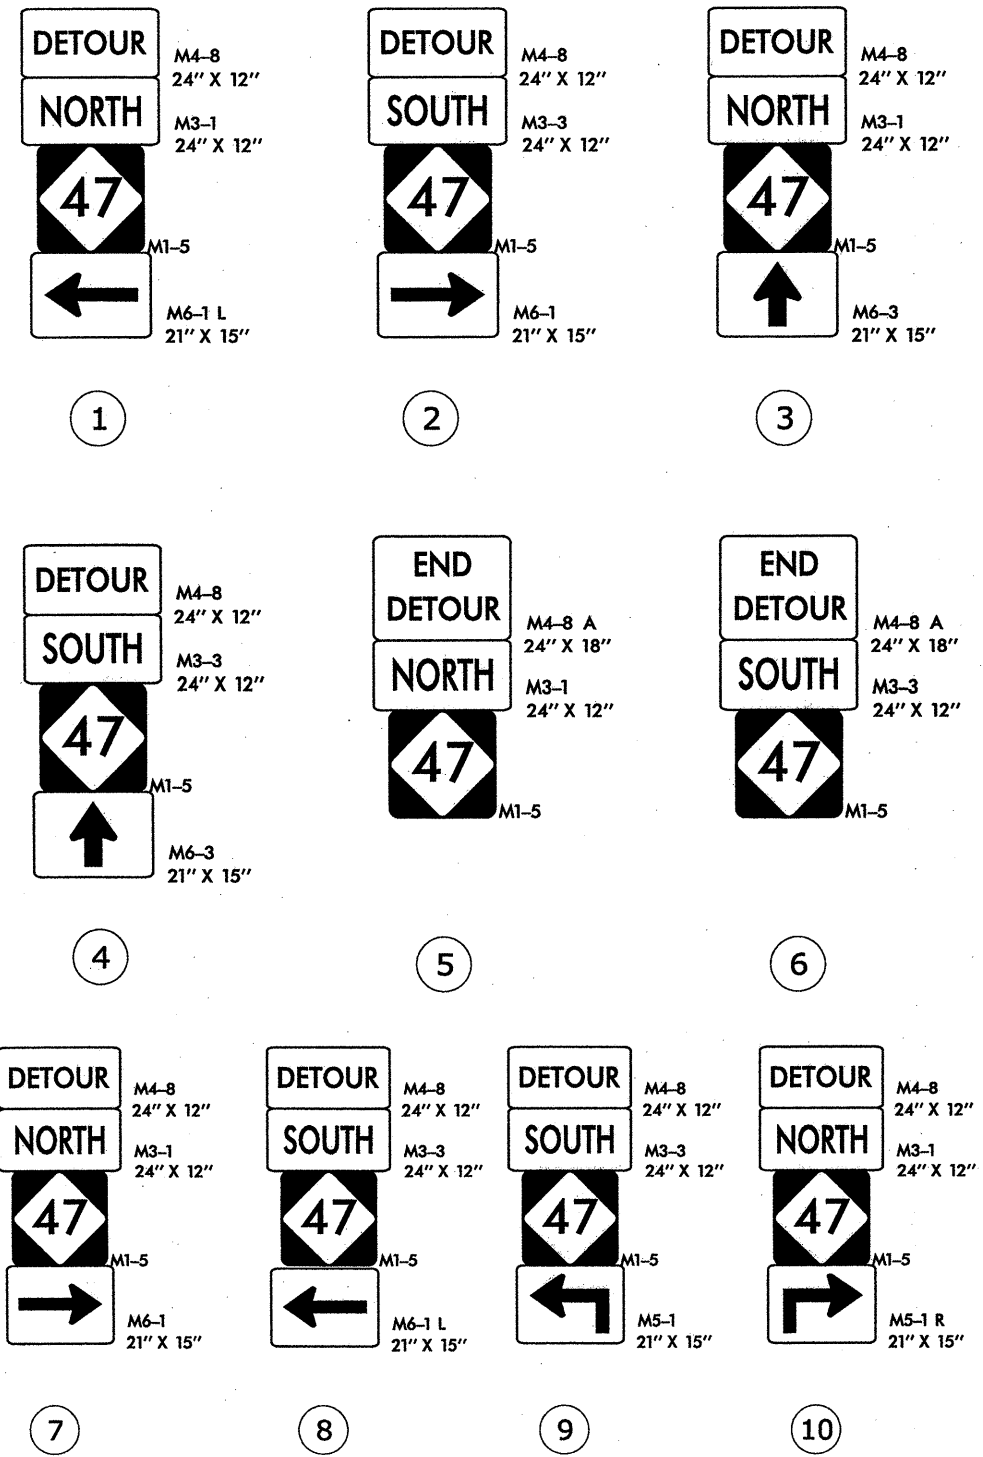 DETOUR
M4-8
24" X 12"
NORTH
M3-1
24" X 12"
47
M1-5
M6-1 L
21" X 15"
1
DETOUR
M4-8
24" X 12"
SOUTH
M3-3
24" X 12"
47
M1-5
M6-1
21" X 15"
2
DETOUR
M4-8
24" X 12"
NORTH
M3-1
24" X 12"
47
M1-5
M6-3
21" X 15"
3
DETOUR
M4-8
24" X 12"
SOUTH
M3-3
24" X 12"
47
M1-5
M6-3
21" X 15"
4
END
DETOUR
M4-8 A
24" X 18"
NORTH
M3-1
24" X 12"
47
M1-5
5
END
DETOUR
M4-8 A
24" X 18"
SOUTH
M3-3
24" X 12"
47
M1-5
6
DETOUR
M4-8
24" X 12"
NORTH
M3-1
24" X 12"
47
M1-5
M6-1
21" X 15"
7
DETOUR
M4-8
24" X 12"
SOUTH
M3-3
24" X 12"
47
M1-5
M6-1 L
21" X 15"
8
DETOUR
M4-8
24" X 12"
SOUTH
M3-3
24" X 12"
47
M1-5
M5-1
21" X 15"
9
DETOUR
M4-8
24" X 12"
NORTH
M3-1
24" X 12"
47
M1-5
M5-1 R
21" X 15"
10